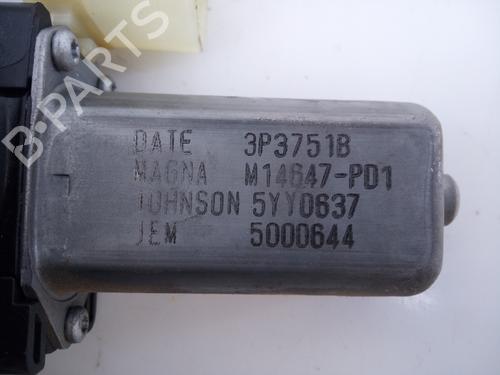 DATE 3P3751B
MAGNA M14647-PD1
JOHNSON 5YY0637
JEM 5000644
B-PARTS